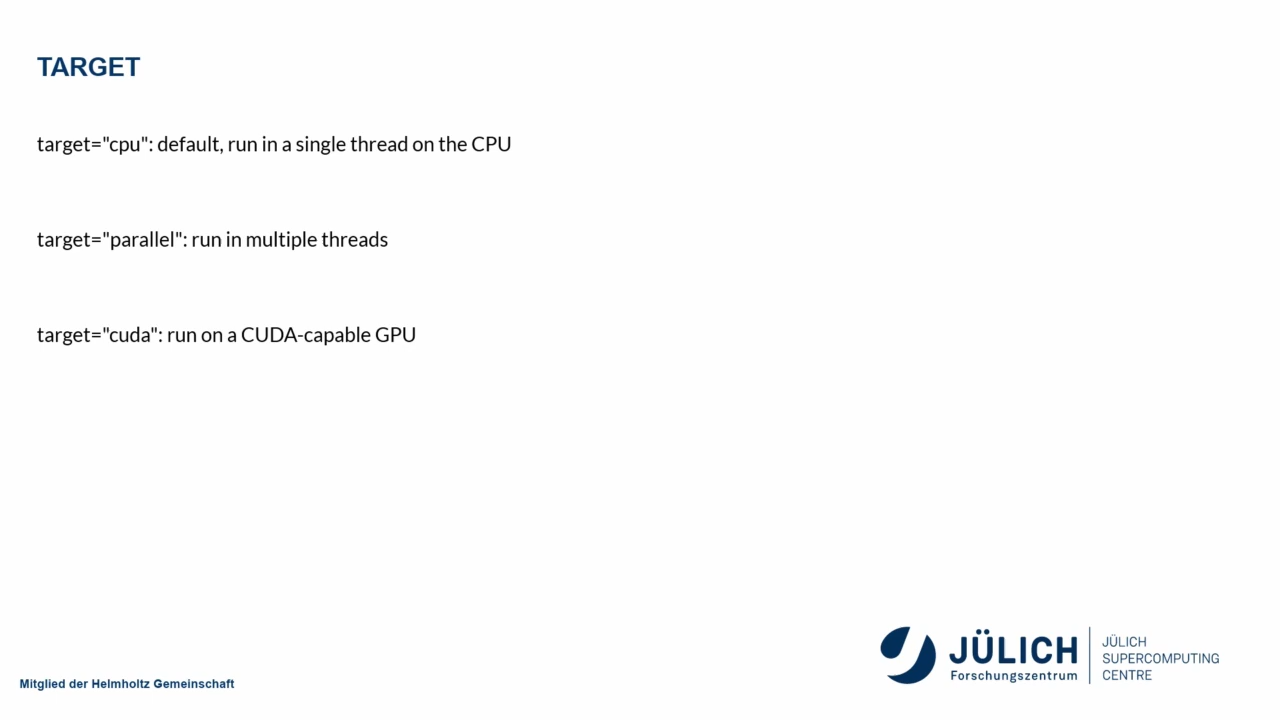 TARGET
target="cpu": default, run in a single thread on the CPU
target="parallel": run in multiple threads
target="cuda": run on a CUDA-capable GPU
JÜLICH
Forschungszentrum
JÜLICH
SUPERCOMPUTING
CENTRE
Mitglied der Helmholtz Gemeinschaft